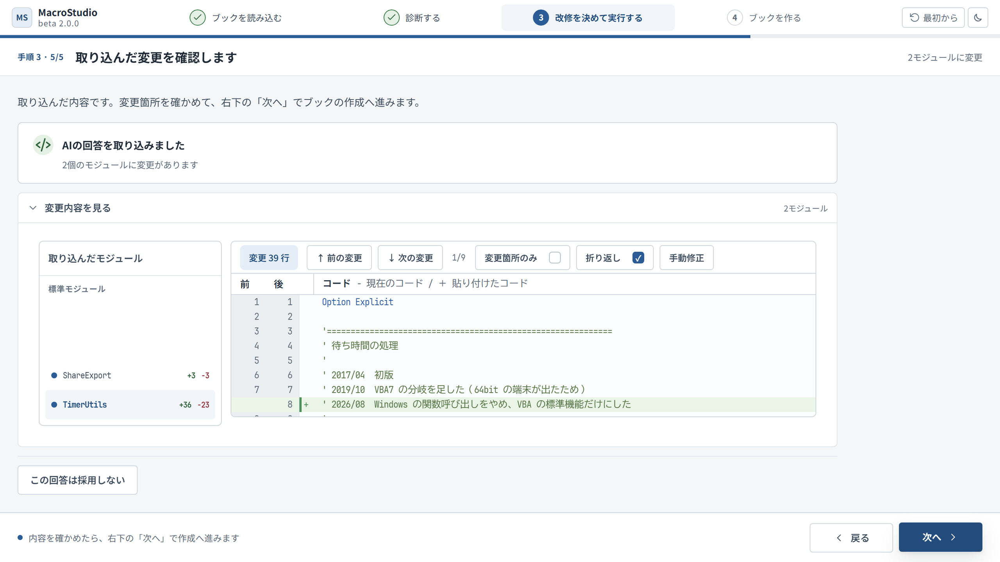 MS MacroStudio
beta 2.0.0
ブックを読み込む
診断する
3 改修を決めて実行する
4 ブックを作る
最初から
手順 3 · 5/5 取り込んだ変更を確認します
2モジュールに変更
取り込んだ内容です。変更箇所を確かめて、右下の「次へ」でブックの作成へ進みます。
</> AIの回答を取り込みました
2個のモジュールに変更があります
変更内容を見る
2モジュール
取り込んだモジュール
標準モジュール
ShareExport +3 -3
TimerUtils +36 -23
変更 39 行 ↑ 前の変更 ↓ 次の変更 1/9 変更箇所のみ 折り返し 手動修正
前 後 コード - 現在のコード / + 貼り付けたコード
1 1 Option Explicit
2 2
3 3 '============================================================
4 4 ' 待ち時間の処理
5 5 '
6 6 ' 2017/04 初版
7 7 ' 2019/10 VBA7 の分岐を足した(64bit の端末が出たため)
8 + ' 2026/08 Windows の関数呼び出しをやめ、VBA の標準機能だけにした
この回答は採用しない
内容を確かめたら、右下の「次へ」で作成へ進みます
戻る
次へ